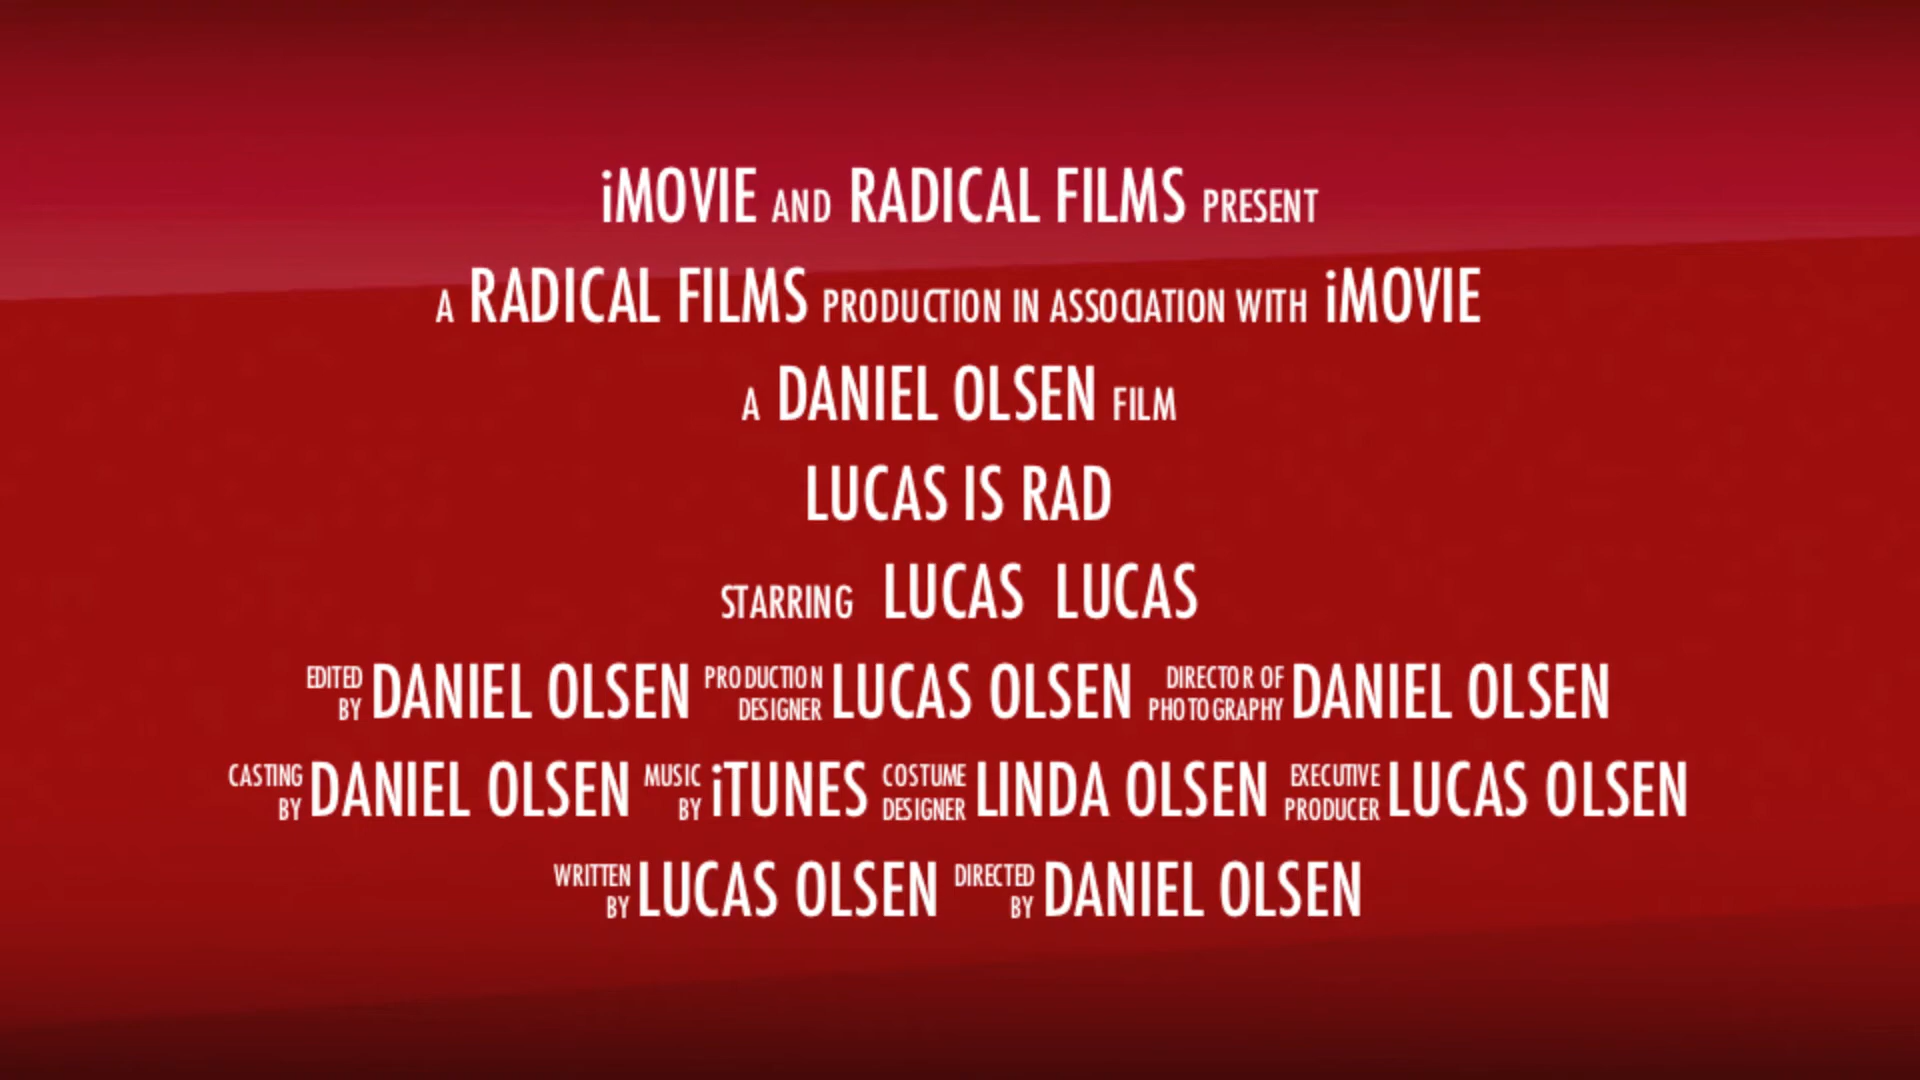 iMOVIE AND RADICAL FILMS PRESENT
A RADICAL FILMS PRODUCTION IN ASSOCIATION WITH iMOVIE
A DANIEL OLSEN FILM
LUCAS IS RAD
STARRING LUCAS LUCAS
EDITED BY DANIEL OLSEN PRODUCTION DESIGNER LUCAS OLSEN DIRECTOR OF PHOTOGRAPHY DANIEL OLSEN
CASTING BY DANIEL OLSEN MUSIC BY iTUNES COSTUME DESIGNER LINDA OLSEN EXECUTIVE PRODUCER LUCAS OLSEN
WRITTEN BY LUCAS OLSEN DIRECTED BY DANIEL OLSEN